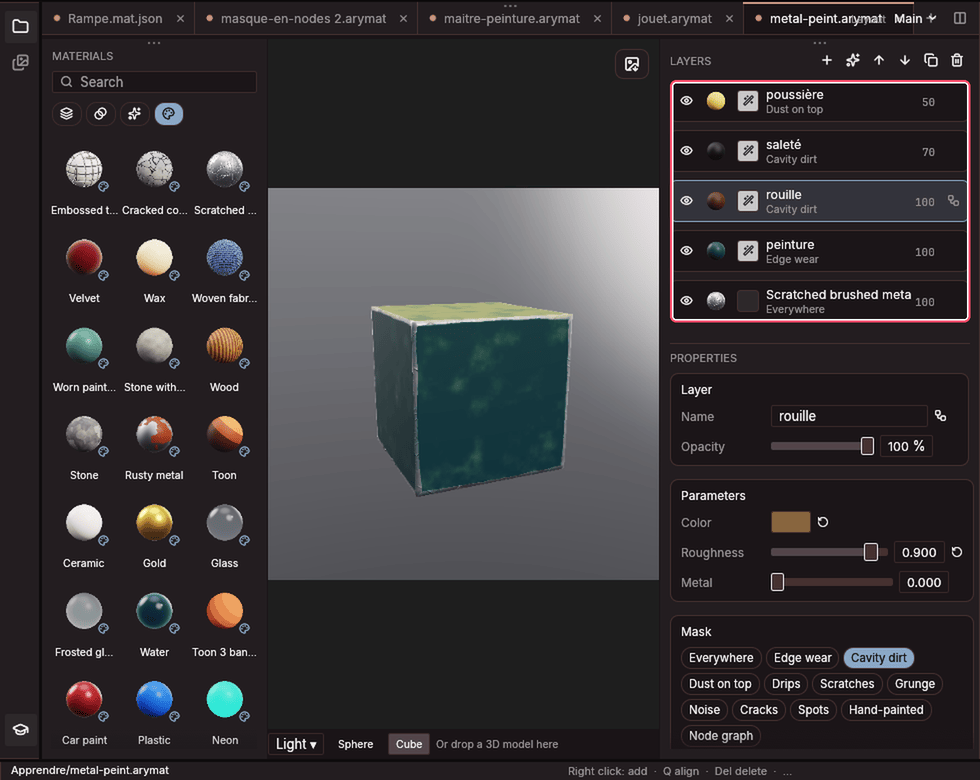 Rampe.mat.json
masque-en-nodes 2.arymat
maitre-peinture.arymat
jouet.arymat
metal-peint.arymat
Main
MATERIALS
Search
Embossed t...
Cracked co...
Scratched ...
Velvet
Wax
Woven fabr...
Worn paint...
Stone with...
Wood
Stone
Rusty metal
Toon
Ceramic
Gold
Glass
Frosted gl...
Water
Toon 3 ban...
Car paint
Plastic
Neon
Light
Sphere
Cube
Or drop a 3D model here
LAYERS
poussière
Dust on top
50
saleté
Cavity dirt
70
rouille
Cavity dirt
100
peinture
Edge wear
100
Scratched brushed meta
Everywhere
100
PROPERTIES
Layer
Name
rouille
Opacity
100 %
Parameters
Color
Roughness
0.900
Metal
0.000
Mask
Everywhere
Edge wear
Cavity dirt
Dust on top
Drips
Scratches
Grunge
Noise
Cracks
Spots
Hand-painted
Node graph
Apprendre/metal-peint.arymat
Right click: add · Q align · Del delete · ...